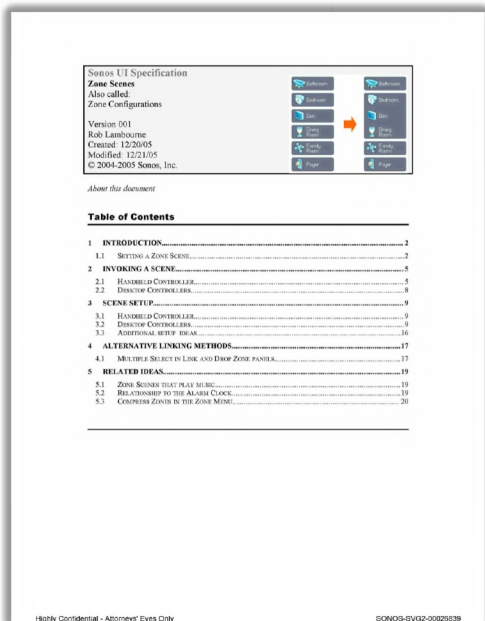 Sonos UI Specification
Zone Scenes
Also called:
Zone Configurations
Version 001
Rob Lambourne
Created: 12/20/05
Modified: 12/21/05
© 2004-2005 Sonos, Inc.
Bathroom
Bathroom
Bedroom
Bedroom
Den
Den
Dining Room
Dining Room
Family Room
Family Room
Player
Player
About this document
Table of Contents
1 INTRODUCTION 2
1.1 SETTING A ZONE SCENE 2
2 INVOKING A SCENE 5
2.1 HANDHELD CONTROLLER 5
2.2 DESKTOP CONTROLLERS 8
3 SCENE SETUP 9
3.1 HANDHELD CONTROLLER 9
3.2 DESKTOP CONTROLLERS 9
3.3 ADDITIONAL SETUP IDEAS 16
4 ALTERNATIVE LINKING METHODS 17
4.1 MULTIPLE SELECT IN LINK AND DROP ZONE PANELS 17
5 RELATED IDEAS 19
5.1 ZONE SCENES THAT PLAY MUSIC 19
5.2 RELATIONSHIP TO THE ALARM CLOCK 19
5.3 COMPRESS ZONES IN THE ZONE MENU 20
Highly Confidential - Attorneys' Eyes Only
SONOS-SVG2-00026839